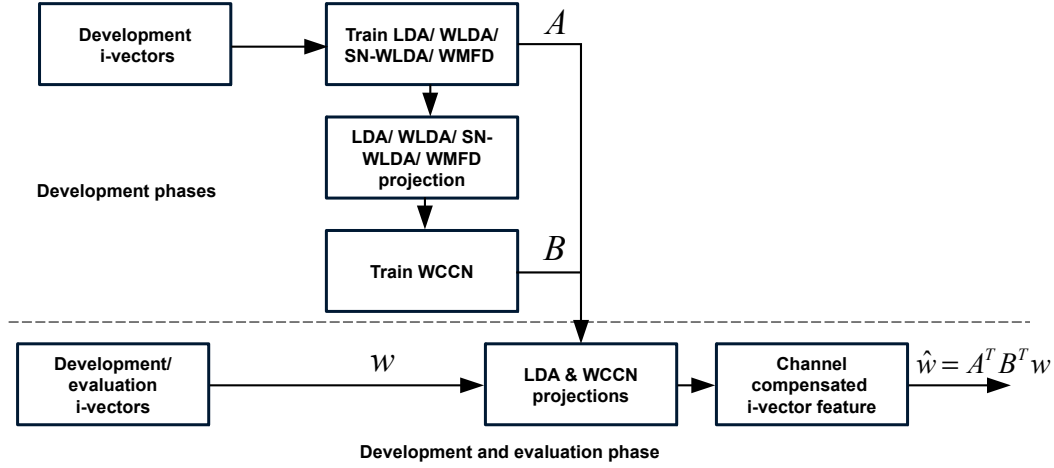 Development
i-vectors
Train LDA/ WLDA/
SN-WLDA/ WMFD
A
LDA/ WLDA/ SN-
WLDA/ WMFD
projection
Development phases
Train WCCN
B
Development/
evaluation
i-vectors
w
LDA & WCCN
projections
Channel
compensated
i-vector feature
ŵ = A^T B^T w
Development and evaluation phase